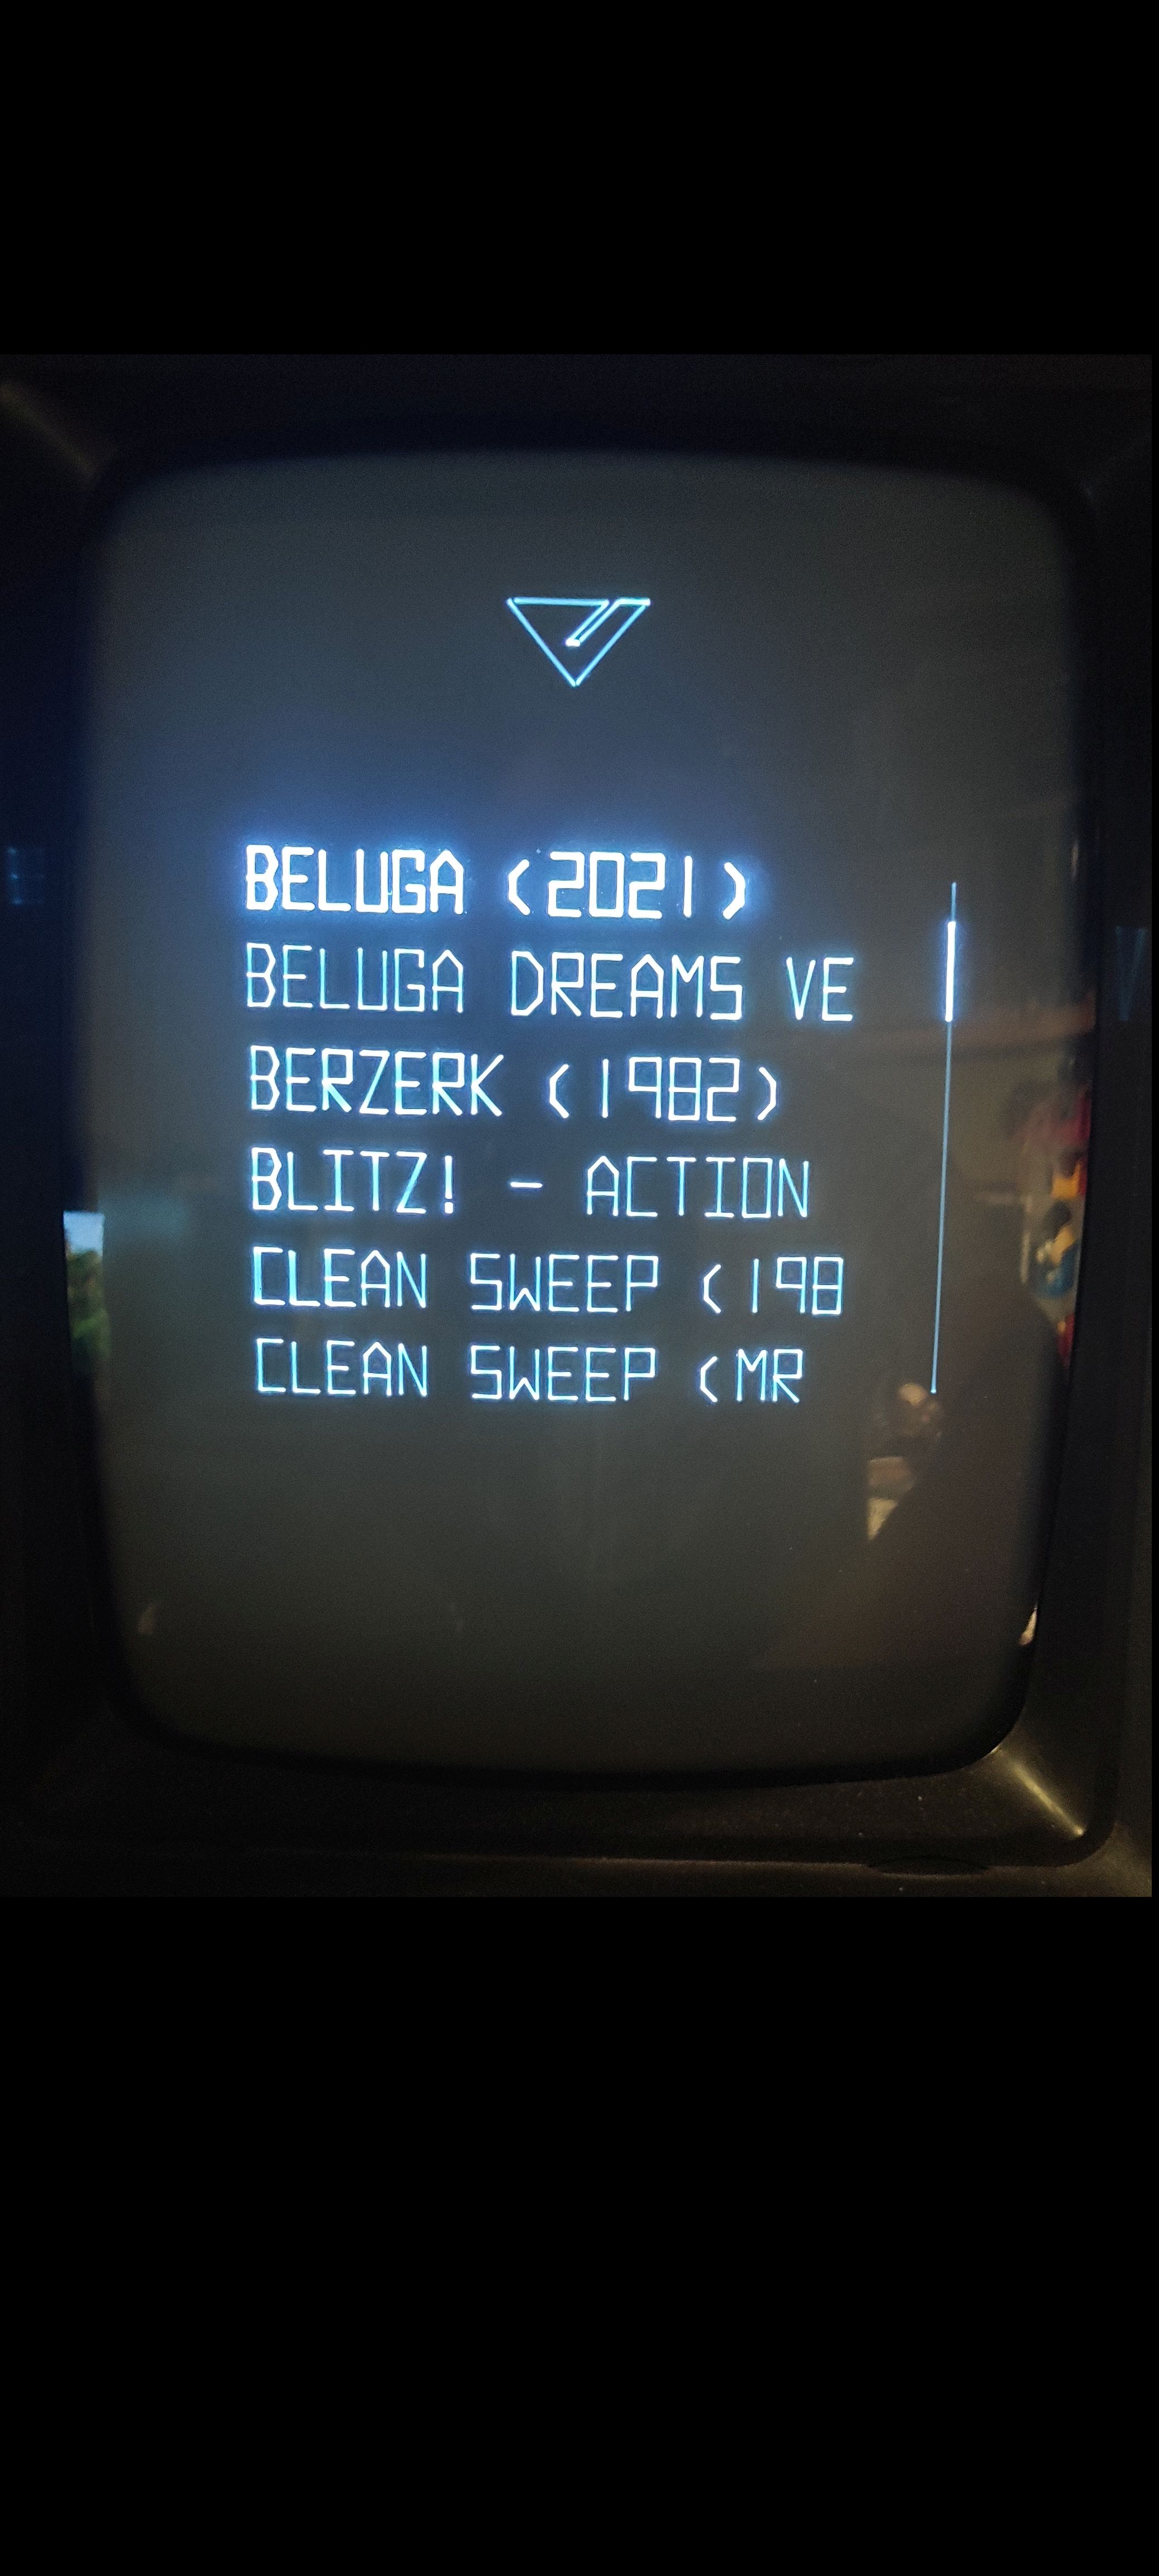 BELUGA (2021)
BELUGA DREAMS VE
BERZERK (1982)
BLITZ! - ACTION
CLEAN SWEEP (198
CLEAN SWEEP (MR